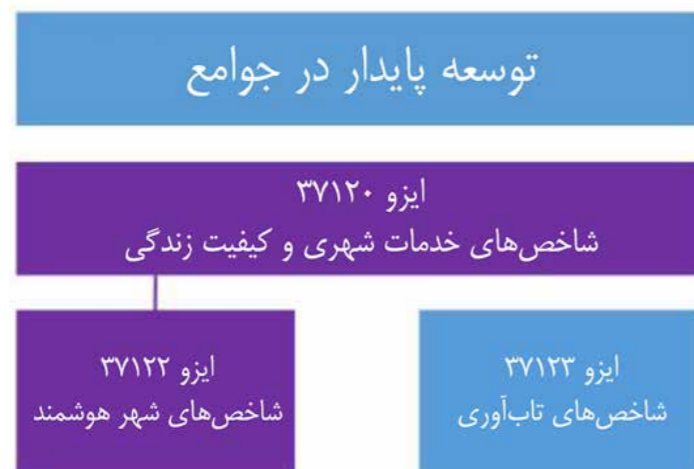 توسعه پایدار در جوامع
ایزو ۳۷۱۲۰
شاخص‌های خدمات شهری و کیفیت زندگی
ایزو ۳۷۱۲۳
شاخص‌های تاب‌آوری
ایزو ۳۷۱۲۲
شاخص‌های شهر هوشمند